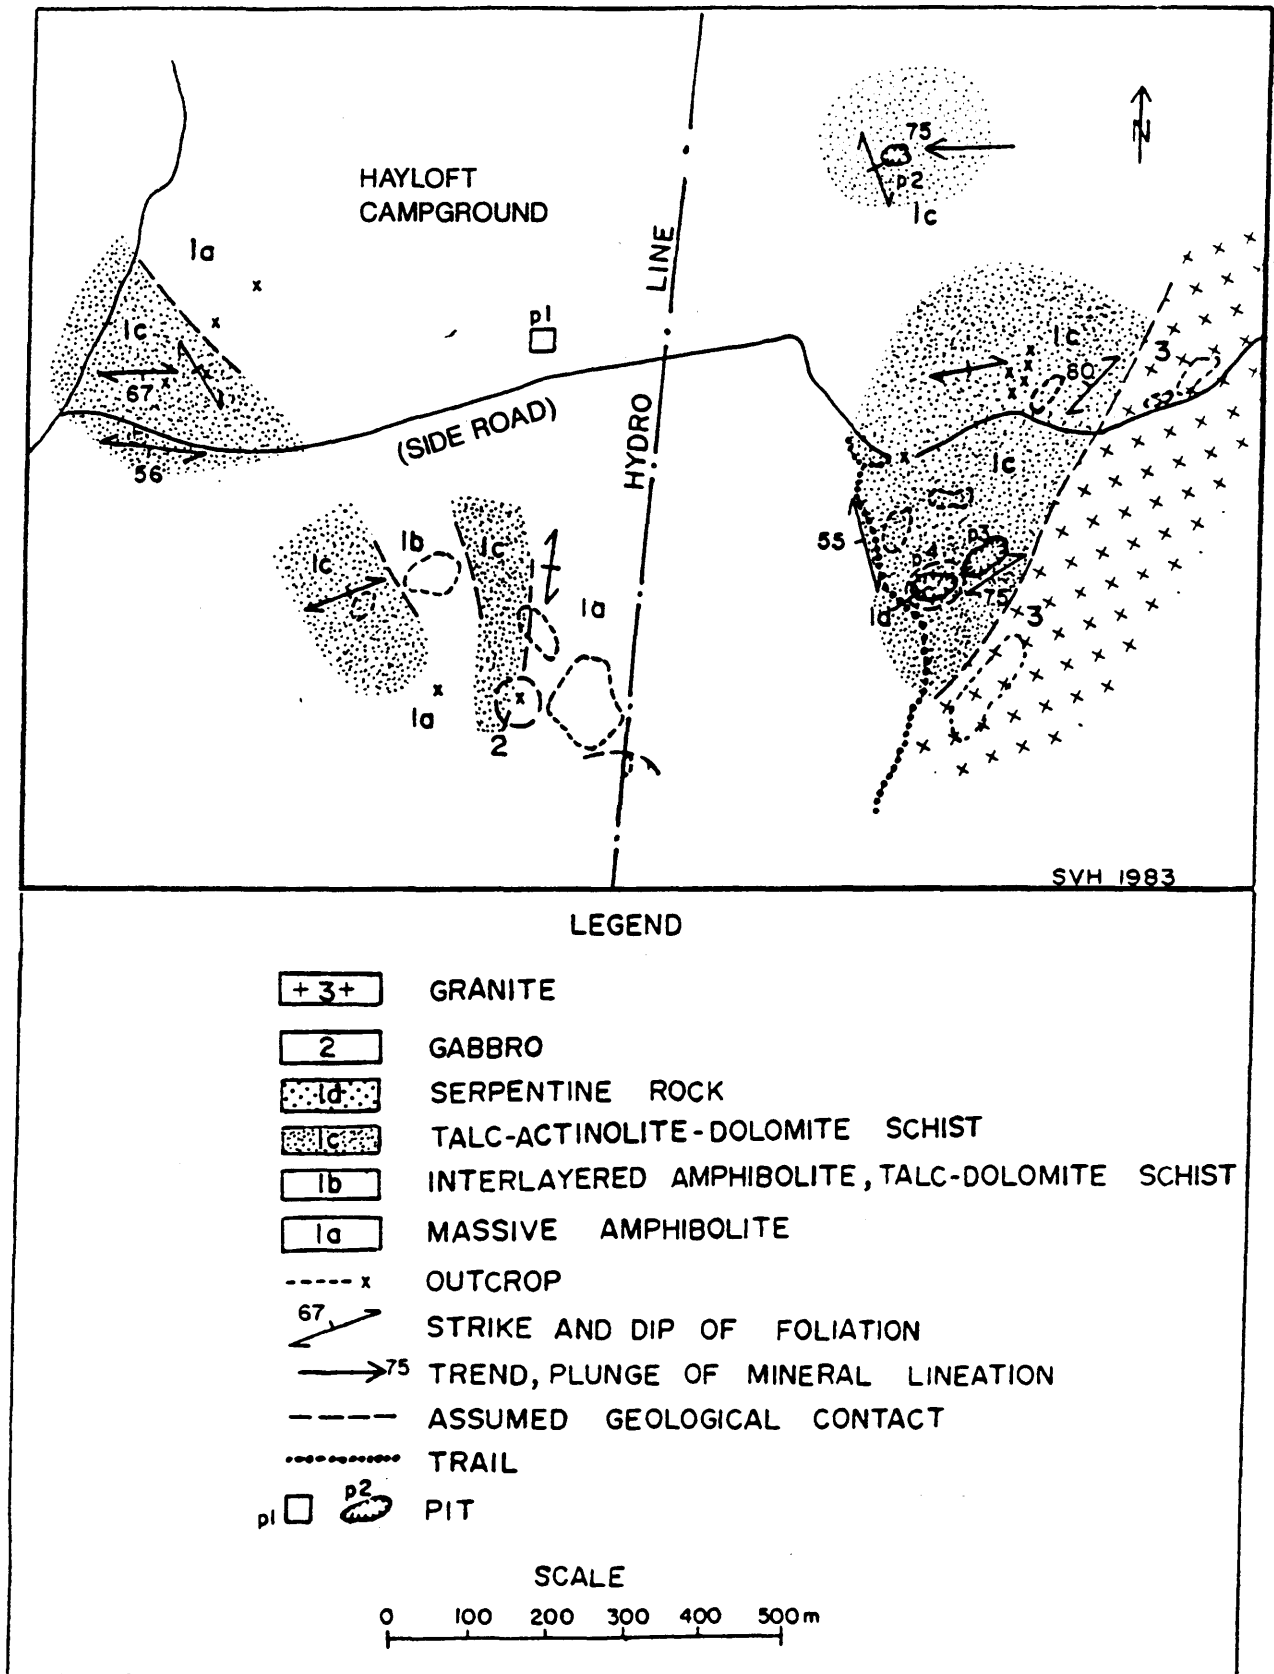 75
N
p2
1c
HAYLOFT
CAMPGROUND
1a
HYDRO LINE
p1
1c
67
1c
80
3
(SIDE ROAD)
56
1c
1b
1c
1c
55
p3
p4
75
1a
1a
3
1a
2
SVH 1983
LEGEND
+ 3 + GRANITE
2 GABBRO
1d SERPENTINE ROCK
1c TALC-ACTINOLITE-DOLOMITE SCHIST
1b INTERLAYERED AMPHIBOLITE, TALC-DOLOMITE SCHIST
1a MASSIVE AMPHIBOLITE
x OUTCROP
67 STRIKE AND DIP OF FOLIATION
75 TREND, PLUNGE OF MINERAL LINEATION
ASSUMED GEOLOGICAL CONTACT
TRAIL
p1 p2 PIT
SCALE
0 100 200 300 400 500m